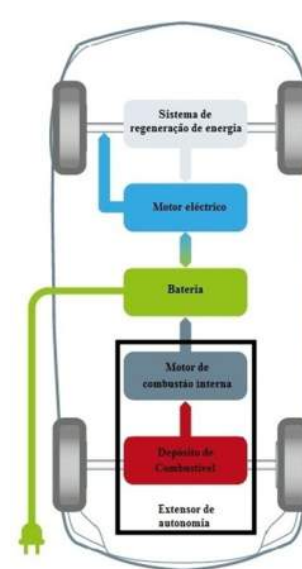 Sistema de
regeneração de energia
Motor eléctrico
Bateria
Motor de
combustão interna
Depósito de
Combustível
Extensor de
autonomia